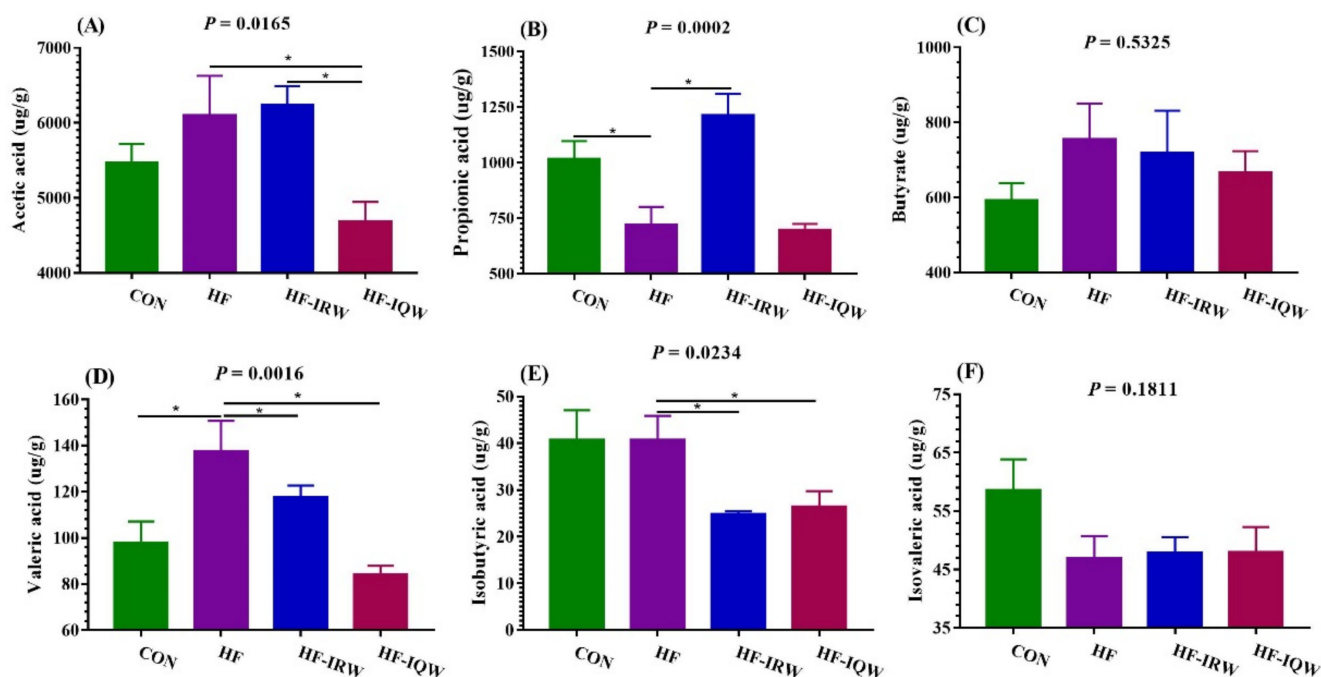 (A)
P = 0.0165
Acetic acid (ug/g)
7000
6000
5000
4000
*
*
CON
HF
HF-IRW
HF-IQW
(B)
P = 0.0002
Propionic acid (ug/g)
1500
1250
1000
750
500
*
*
CON
HF
HF-IRW
HF-IQW
(C)
P = 0.5325
Butyrate (ug/g)
1000
800
600
400
CON
HF
HF-IRW
HF-IQW
(D)
P = 0.0016
Valeric acid (ug/g)
160
140
120
100
80
60
*
*
*
CON
HF
HF-IRW
HF-IQW
(E)
P = 0.0234
Isobutyric acid (ug/g)
50
40
30
20
10
0
*
*
CON
HF
HF-IRW
HF-IQW
(F)
P = 0.1811
Isovaleric acid (ug/g)
75
65
55
45
35
CON
HF
HF-IRW
HF-IQW